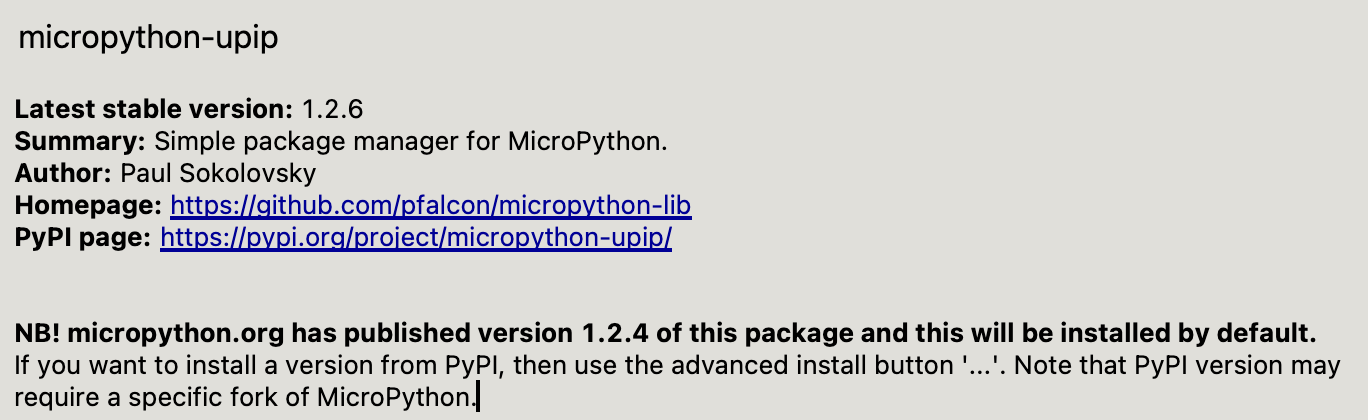 micropython-upip
Latest stable version: 1.2.6
Summary: Simple package manager for MicroPython.
Author: Paul Sokolovsky
Homepage: https://github.com/pfalcon/micropython-lib
PyPI page: https://pypi.org/project/micropython-upip/
NB! micropython.org has published version 1.2.4 of this package and this will be installed by default.
If you want to install a version from PyPI, then use the advanced install button '...'. Note that PyPI version may
require a specific fork of MicroPython.